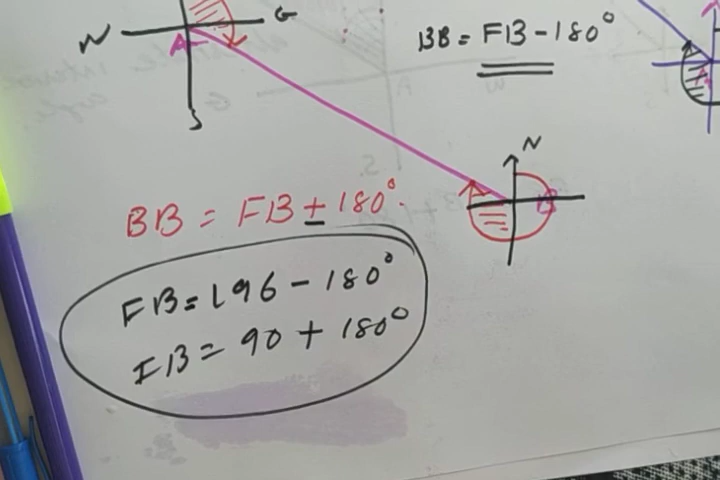 W E
A
S
BB = FB - 180°
N
B
BB = FB ± 180°.
FB = 196 - 180°
FB = 90 + 180°